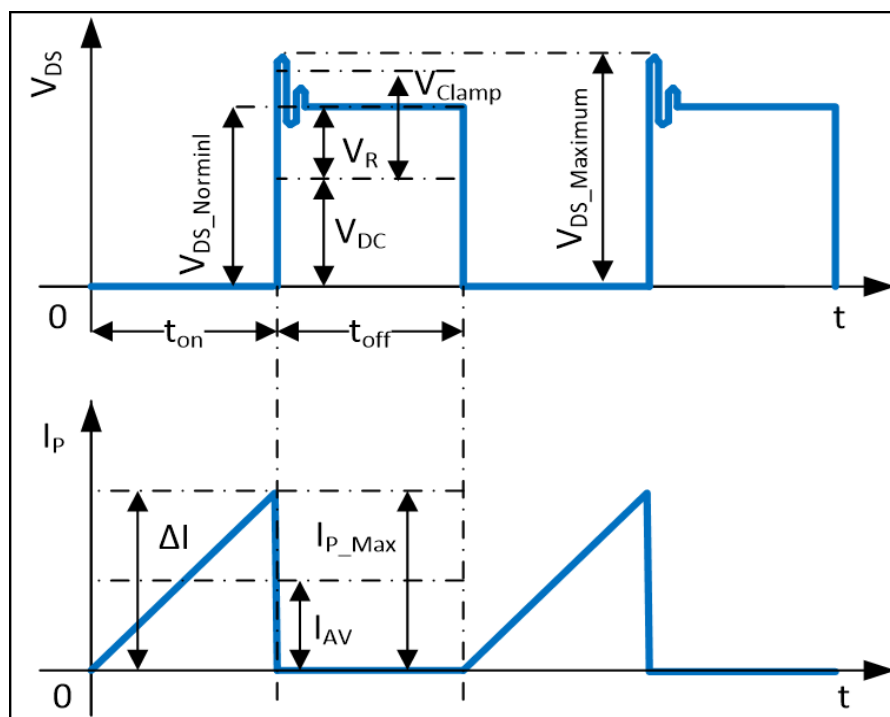 V_DS
V_DS_Norminl
V_Clamp
V_R
V_DC
V_DS_Maximum
0
t_on
t_off
t
I_P
ΔI
I_P_Max
I_AV
0
t